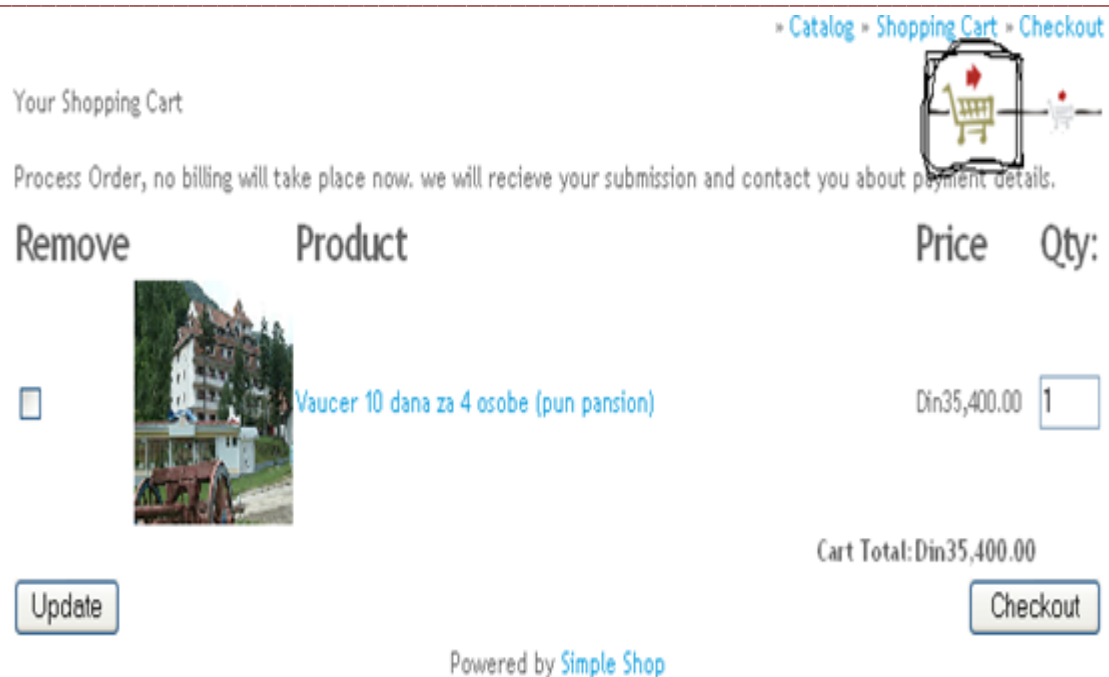 » Catalog » Shopping Cart » Checkout
Your Shopping Cart
Process Order, no billing will take place now. we will recieve your submission and contact you about payment details.
Remove Product Price Qty:
Vaucer 10 dana za 4 osobe (pun pansion) Din35,400.00 1
Cart Total:Din35,400.00
Update Checkout
Powered by Simple Shop